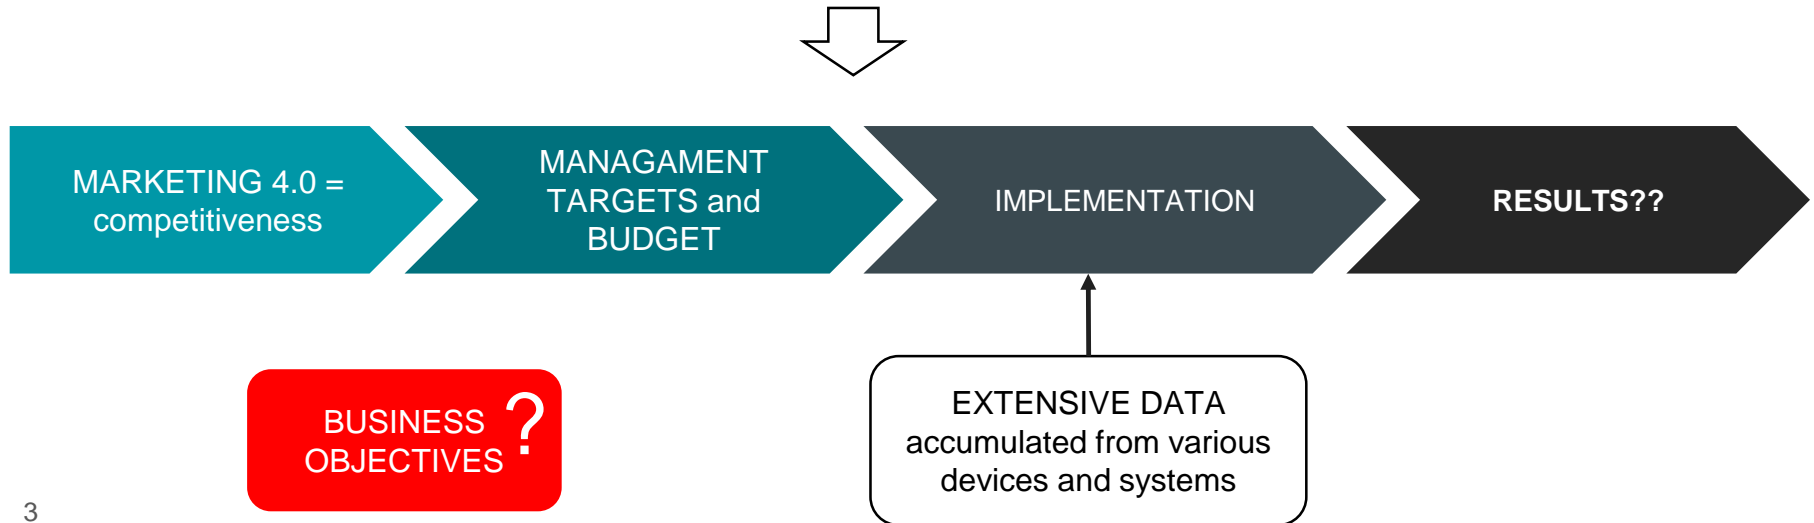 MARKETING 4.0 =
competitiveness
MANAGAMENT
TARGETS and
BUDGET
IMPLEMENTATION
RESULTS??
BUSINESS
OBJECTIVES
?
EXTENSIVE DATA
accumulated from various
devices and systems
3